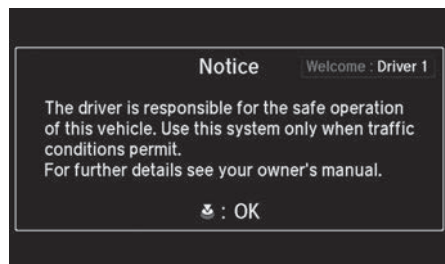 Notice
Welcome : Driver 1
The driver is responsible for the safe operation
of this vehicle. Use this system only when traffic
conditions permit.
For further details see your owner's manual.
: OK